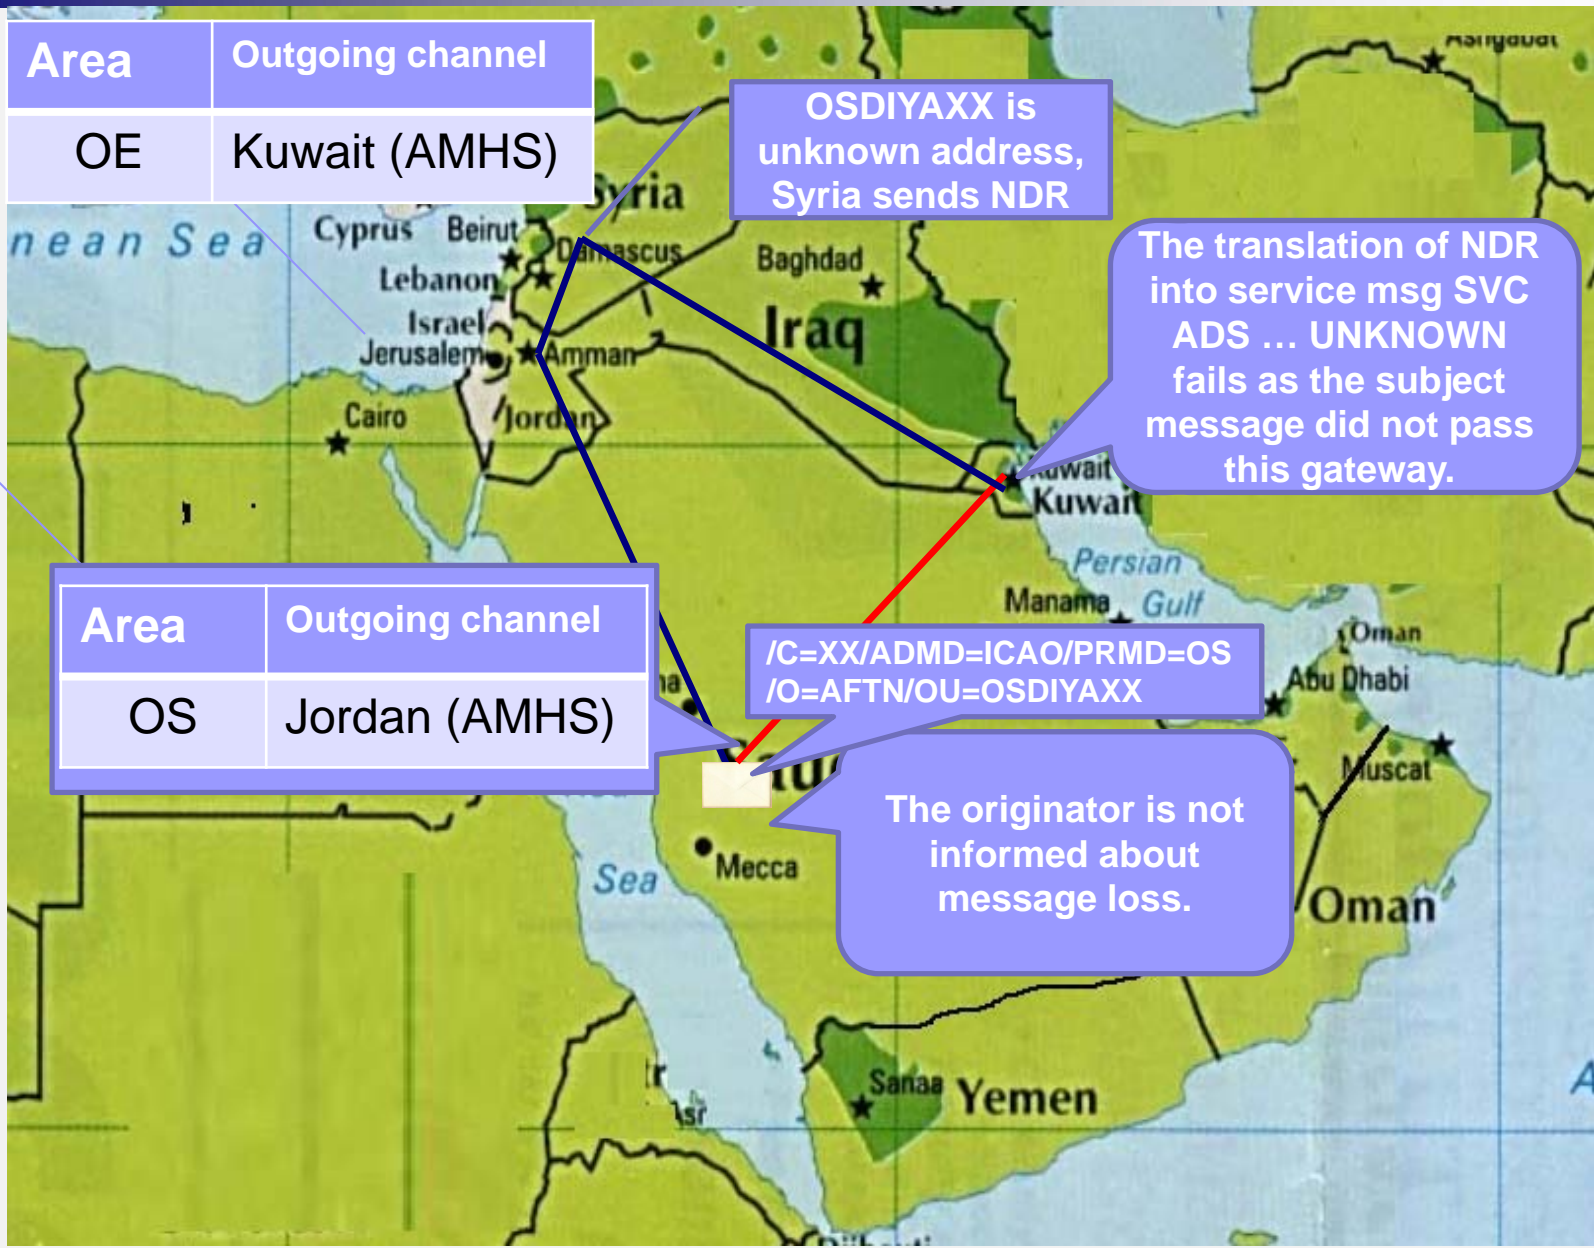 Area
Outgoing channel
OE
Kuwait (AMHS)
Ashgabat
OSDIYAXX is
unknown address,
Syria sends NDR
Syria
nean Sea
Cyprus
Beirut
Damascus
Baghdad
Lebanon
Israel
Iraq
Jerusalem
Amman
Cairo
Jordan
The translation of NDR
into service msg SVC
ADS … UNKNOWN
fails as the subject
message did not pass
this gateway.
Kuwait
Kuwait
Persian
Gulf
Manama
Area
Outgoing channel
OS
Jordan (AMHS)
/C=XX/ADMD=ICAO/PRMD=OS
/O=AFTN/OU=OSDIYAXX
Oman
Abu Dhabi
Muscat
The originator is not
informed about
message loss.
Mecca
Sea
Oman
Sanaa
Yemen